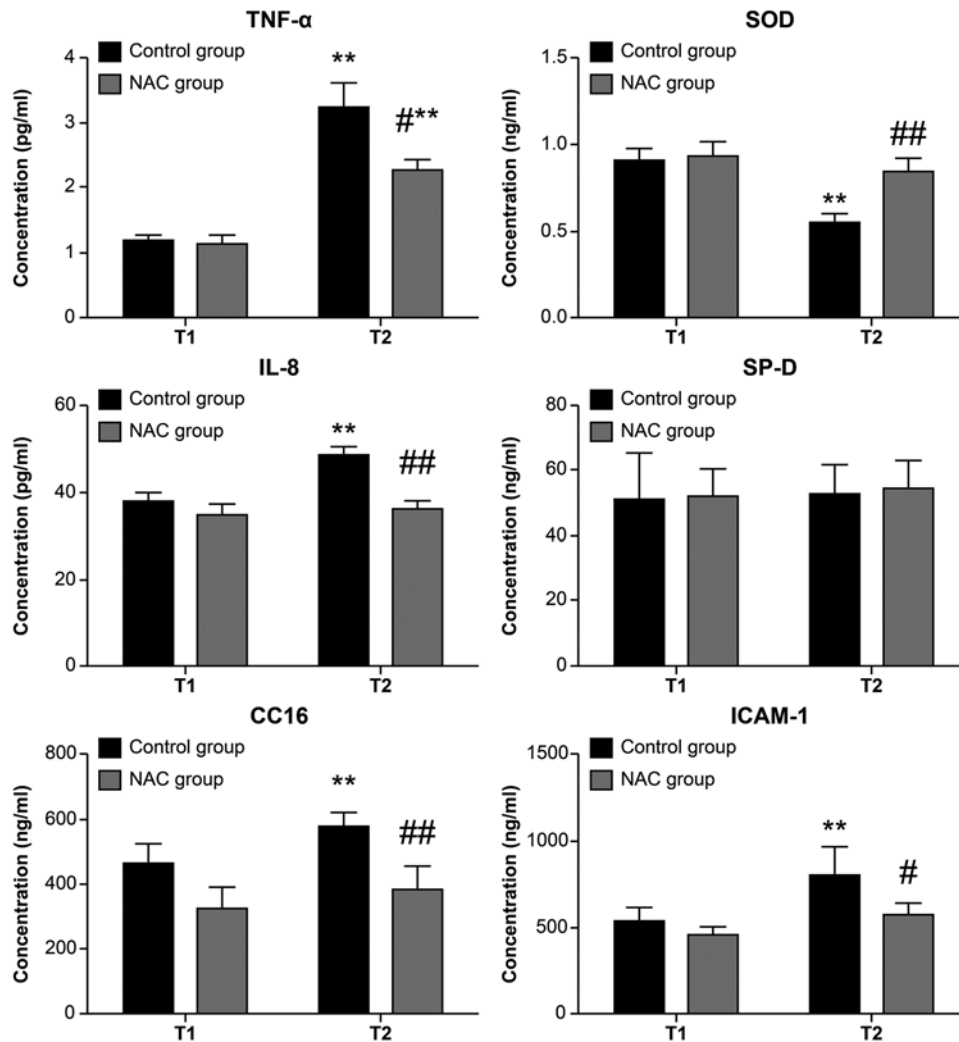 TNF-α
Control group
NAC group
Concentration (pg/ml)
4
3
2
1
0
**
#**
T1
T2
SOD
Control group
NAC group
Concentration (ng/ml)
1.5
1.0
0.5
0.0
**
##
T1
T2
IL-8
Control group
NAC group
Concentration (pg/ml)
60
40
20
0
**
##
T1
T2
SP-D
Control group
NAC group
Concentration (ng/ml)
80
60
40
20
0
T1
T2
CC16
Control group
NAC group
Concentration (ng/ml)
800
600
400
200
0
**
##
T1
T2
ICAM-1
Control group
NAC group
Concentration (ng/ml)
1500
1000
500
0
**
#
T1
T2